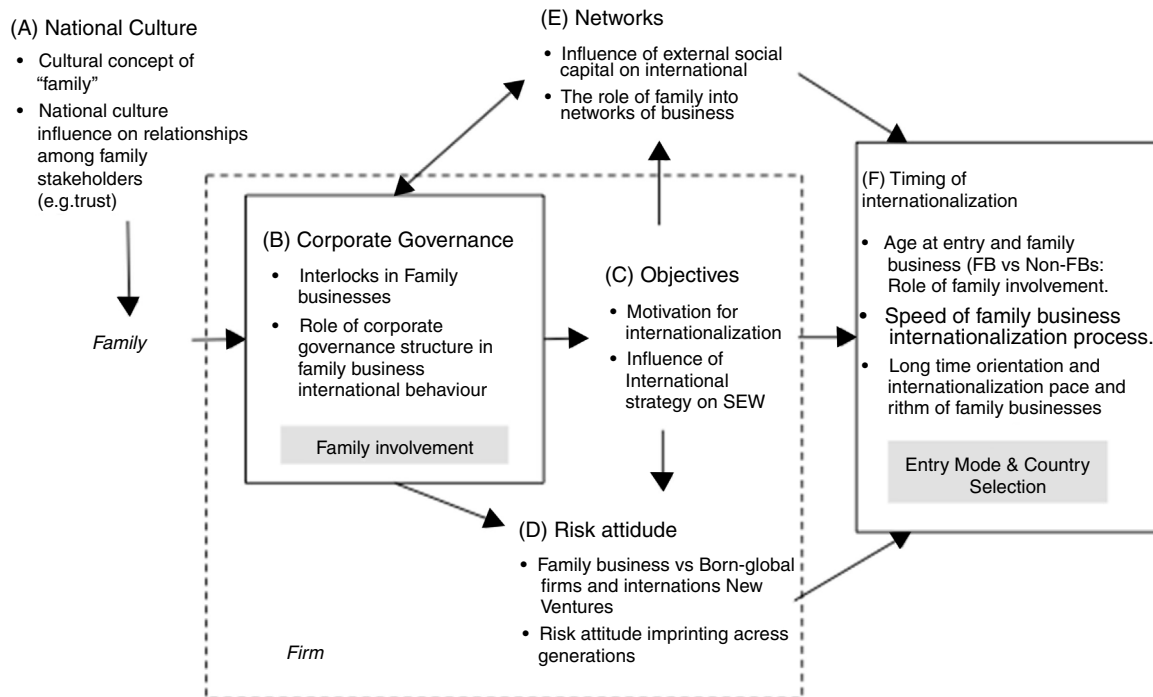 (A) National Culture
• Cultural concept of
“family”
• National culture
influence on relationships
among family
stakeholders
(e.g.trust)
Family
(E) Networks
• Influence of external social
capital on international
• The role of family into
networks of business
(B) Corporate Governance
• Interlocks in Family
businesses
• Role of corporate
governance structure in
family business
international behaviour
Family involvement
(C) Objectives
• Motivation for
internationalization
• Influence of
International
strategy on SEW
(D) Risk attidude
• Family business vs Born-global
firms and internations New
Ventures
• Risk attitude imprinting acrass
generations
Firm
(F) Timing of
internationalization
• Age at entry and family
business (FB vs Non-FBs:
Role of family involvement.
• Speed of family business
internationalization process.
• Long time orientation and
internationalization pace and
rithm of family businesses
Entry Mode & Country
Selection